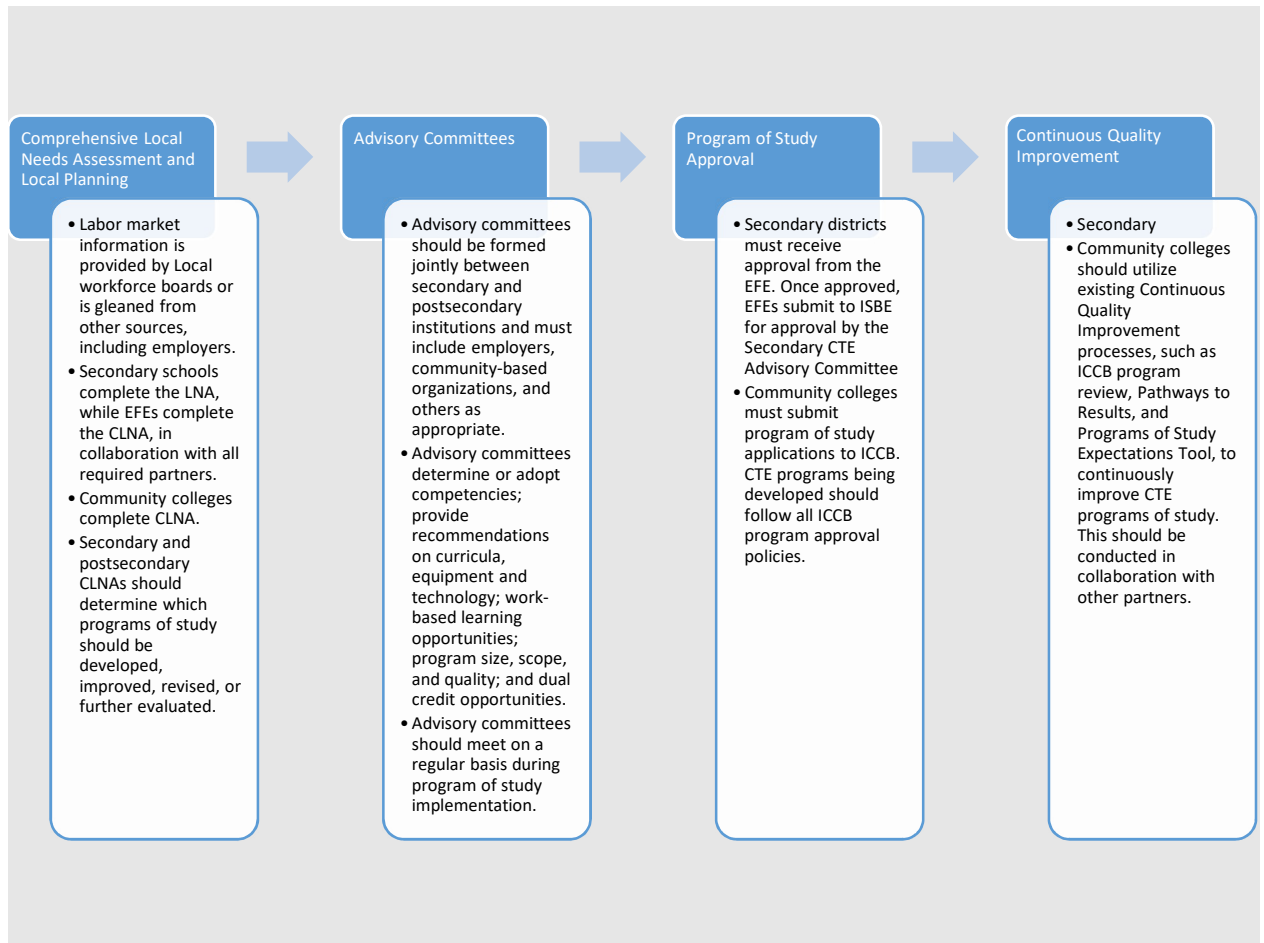 Comprehensive Local
Needs Assessment and
Local Planning
• Labor market
information is
provided by Local
workforce boards or
is gleaned from
other sources,
including employers.
• Secondary schools
complete the LNA,
while EFEs complete
the CLNA, in
collaboration with all
required partners.
• Community colleges
complete CLNA.
• Secondary and
postsecondary
CLNAs should
determine which
programs of study
should be
developed,
improved, revised, or
further evaluated.
Advisory Committees
• Advisory committees
should be formed
jointly between
secondary and
postsecondary
institutions and must
include employers,
community-based
organizations, and
others as
appropriate.
• Advisory committees
determine or adopt
competencies;
provide
recommendations
on curricula,
equipment and
technology; work-
based learning
opportunities;
program size, scope,
and quality; and dual
credit opportunities.
• Advisory committees
should meet on a
regular basis during
program of study
implementation.
Program of Study
Approval
• Secondary districts
must receive
approval from the
EFE. Once approved,
EFEs submit to ISBE
for approval by the
Secondary CTE
Advisory Committee
• Community colleges
must submit
program of study
applications to ICCB.
CTE programs being
developed should
follow all ICCB
program approval
policies.
Continuous Quality
Improvement
• Secondary
• Community colleges
should utilize
existing Continuous
Quality
Improvement
processes, such as
ICCB program
review, Pathways to
Results, and
Programs of Study
Expectations Tool, to
continuously
improve CTE
programs of study.
This should be
conducted in
collaboration with
other partners.